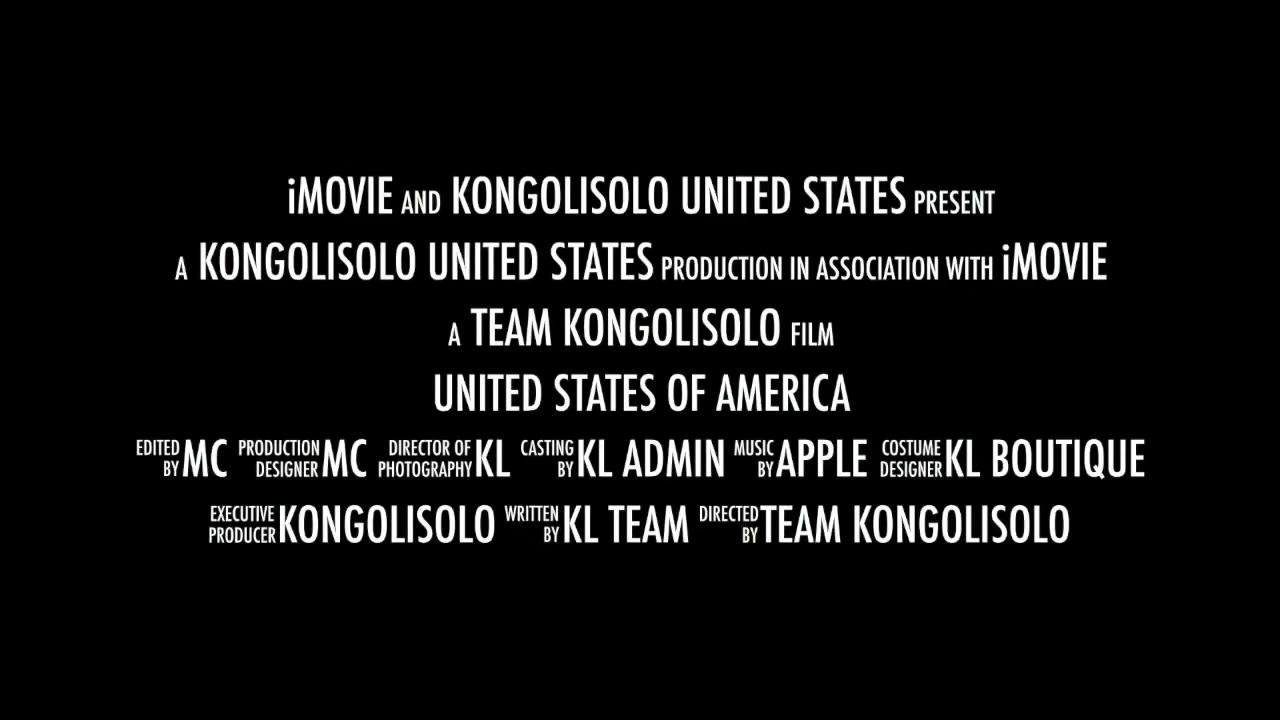 iMOVIE AND KONGOLISOLO UNITED STATES PRESENT
A KONGOLISOLO UNITED STATES PRODUCTION IN ASSOCIATION WITH iMOVIE
A TEAM KONGOLISOLO FILM
UNITED STATES OF AMERICA
EDITED BY MC PRODUCTION DESIGNER MC DIRECTOR OF PHOTOGRAPHY KL CASTING BY KL ADMIN MUSIC BY APPLE COSTUME DESIGNER KL BOUTIQUE
EXECUTIVE PRODUCER KONGOLISOLO WRITTEN BY KL TEAM DIRECTED BY TEAM KONGOLISOLO